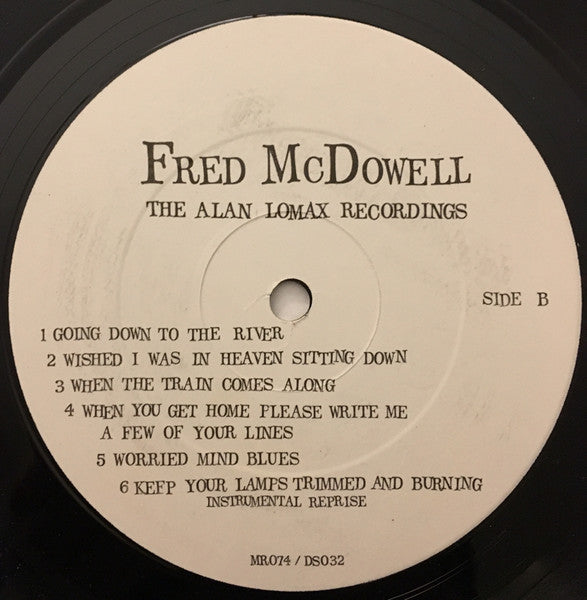 FRED McDOWELL
THE ALAN LOMAX RECORDINGS
SIDE B
1 GOING DOWN TO THE RIVER
2 WISHED I WAS IN HEAVEN SITTING DOWN
3 WHEN THE TRAIN COMES ALONG
4 WHEN YOU GET HOME PLEASE WRITE ME
A FEW OF YOUR LINES
5 WORRIED MIND BLUES
6 KEEP YOUR LAMPS TRIMMED AND BURNING
INSTRUMENTAL REPRISE
MR074 / DS032